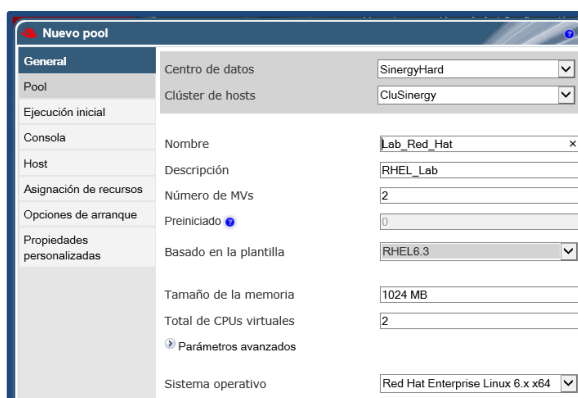 Nuevo pool
General
Pool
Ejecución inicial
Consola
Host
Asignación de recursos
Opciones de arranque
Propiedades
personalizadas
Centro de datos SinergyHard
Clúster de hosts CluSinergy
Nombre Lab_Red_Hat
Descripción RHEL_Lab
Número de MVs 2
Preiniciado 0
Basado en la plantilla RHEL6.3
Tamaño de la memoria 1024 MB
Total de CPUs virtuales 2
Parámetros avanzados
Sistema operativo Red Hat Enterprise Linux 6.x x64